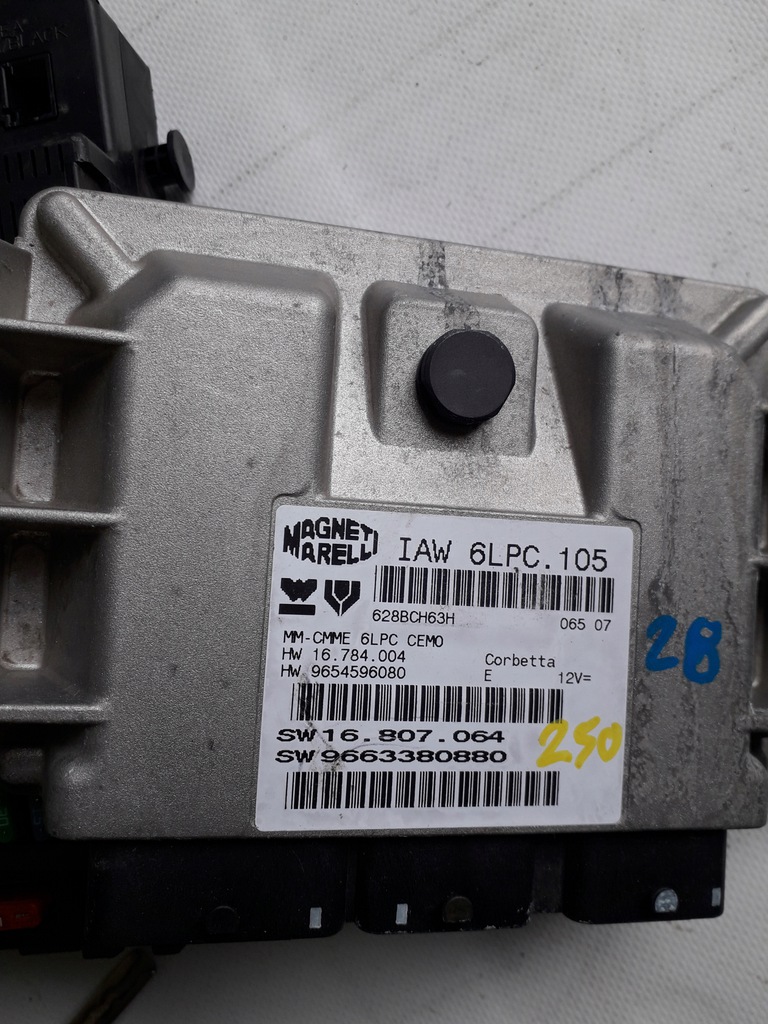 /BLACK
MAGNETI MARELLI
IAW 6LPC.105
628BCH63H 065 07
MM-CMME 6LPC CEMO
HW 16.784.004
HW 9654596080
Corbetta
E 12V=
SW 16.807.064
SW 9663380880
250
28